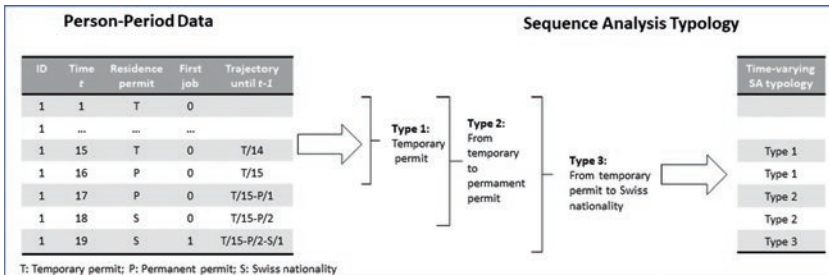 Person-Period Data
Sequence Analysis Typology
ID Time t Residence permit First job Trajectory until t-1
1 1 T 0
1 ... ... ...
1 15 T 0 T/14
1 16 P 0 T/15
1 17 P 0 T/15-P/1
1 18 S 0 T/15-P/2
1 19 S 1 T/15-P/2-S/1
Type 1:
Temporary
permit
Type 2:
From
temporary
to
permament
permit
Type 3:
From temporary
permit to Swiss
nationality
Time-varying
SA typology
Type 1
Type 1
Type 2
Type 2
Type 3
T: Temporary permit; P: Permanent permit; S: Swiss nationality